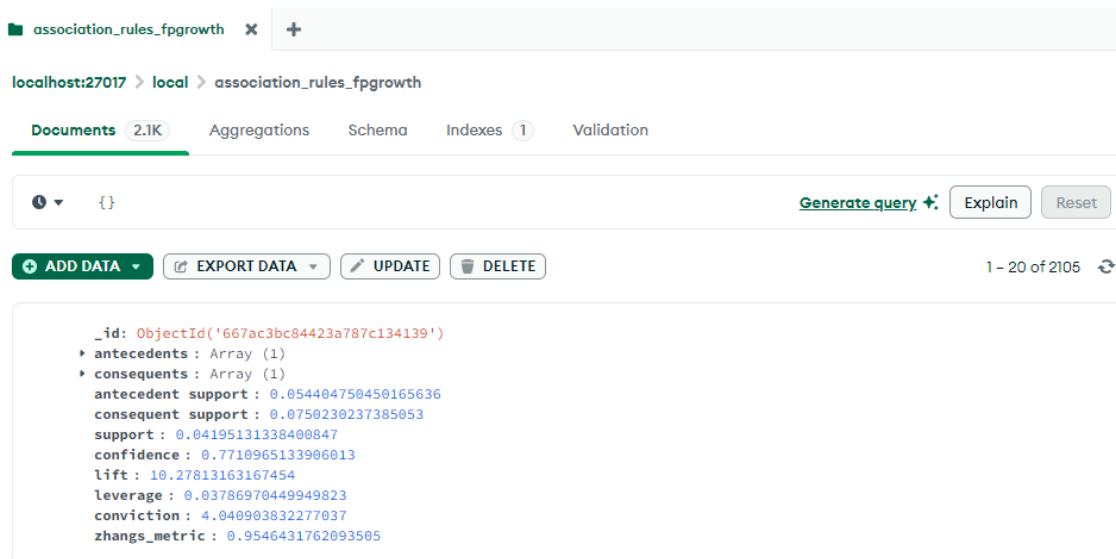 association_rules_fpgrowth
localhost:27017 > local > association_rules_fpgrowth
Documents 2.1K Aggregations Schema Indexes 1 Validation
{} Generate query Explain Reset
ADD DATA EXPORT DATA UPDATE DELETE 1 – 20 of 2105
_id: ObjectId('667ac3bc84423a787c134139')
antecedents : Array (1)
consequents : Array (1)
antecedent support : 0.054404750450165636
consequent support : 0.0750230237385053
support : 0.04195131338400847
confidence : 0.7710965133906013
lift : 10.27813163167454
leverage : 0.03786970449949823
conviction : 4.040903832277037
zhangs_metric : 0.9546431762093505